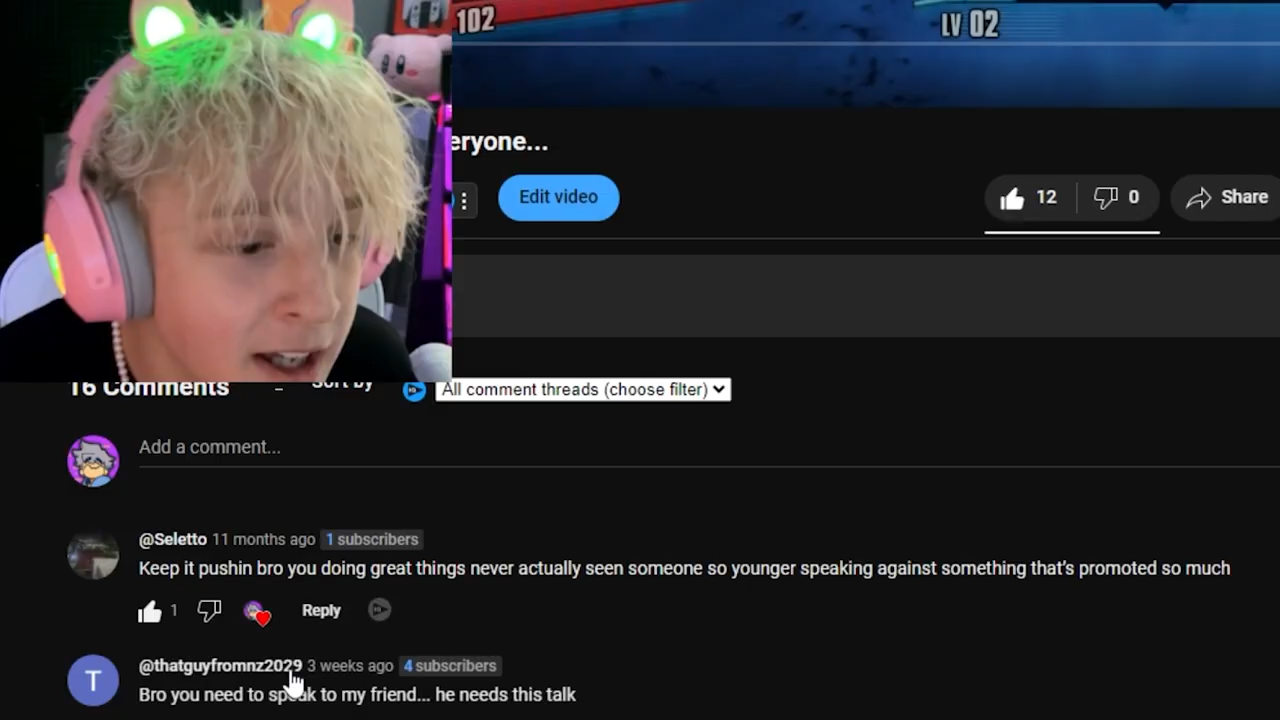 102
LV 02
eryone...
Edit video
12
0
Share
16 Comments
Sort by
All comment threads (choose filter)
Add a comment...
@Seletto 11 months ago 1 subscribers
Keep it pushin bro you doing great things never actually seen someone so younger speaking against something that's promoted so much
1
Reply
T
@thatguyfromnz2029 3 weeks ago 4 subscribers
Bro you need to speak to my friend... he needs this talk